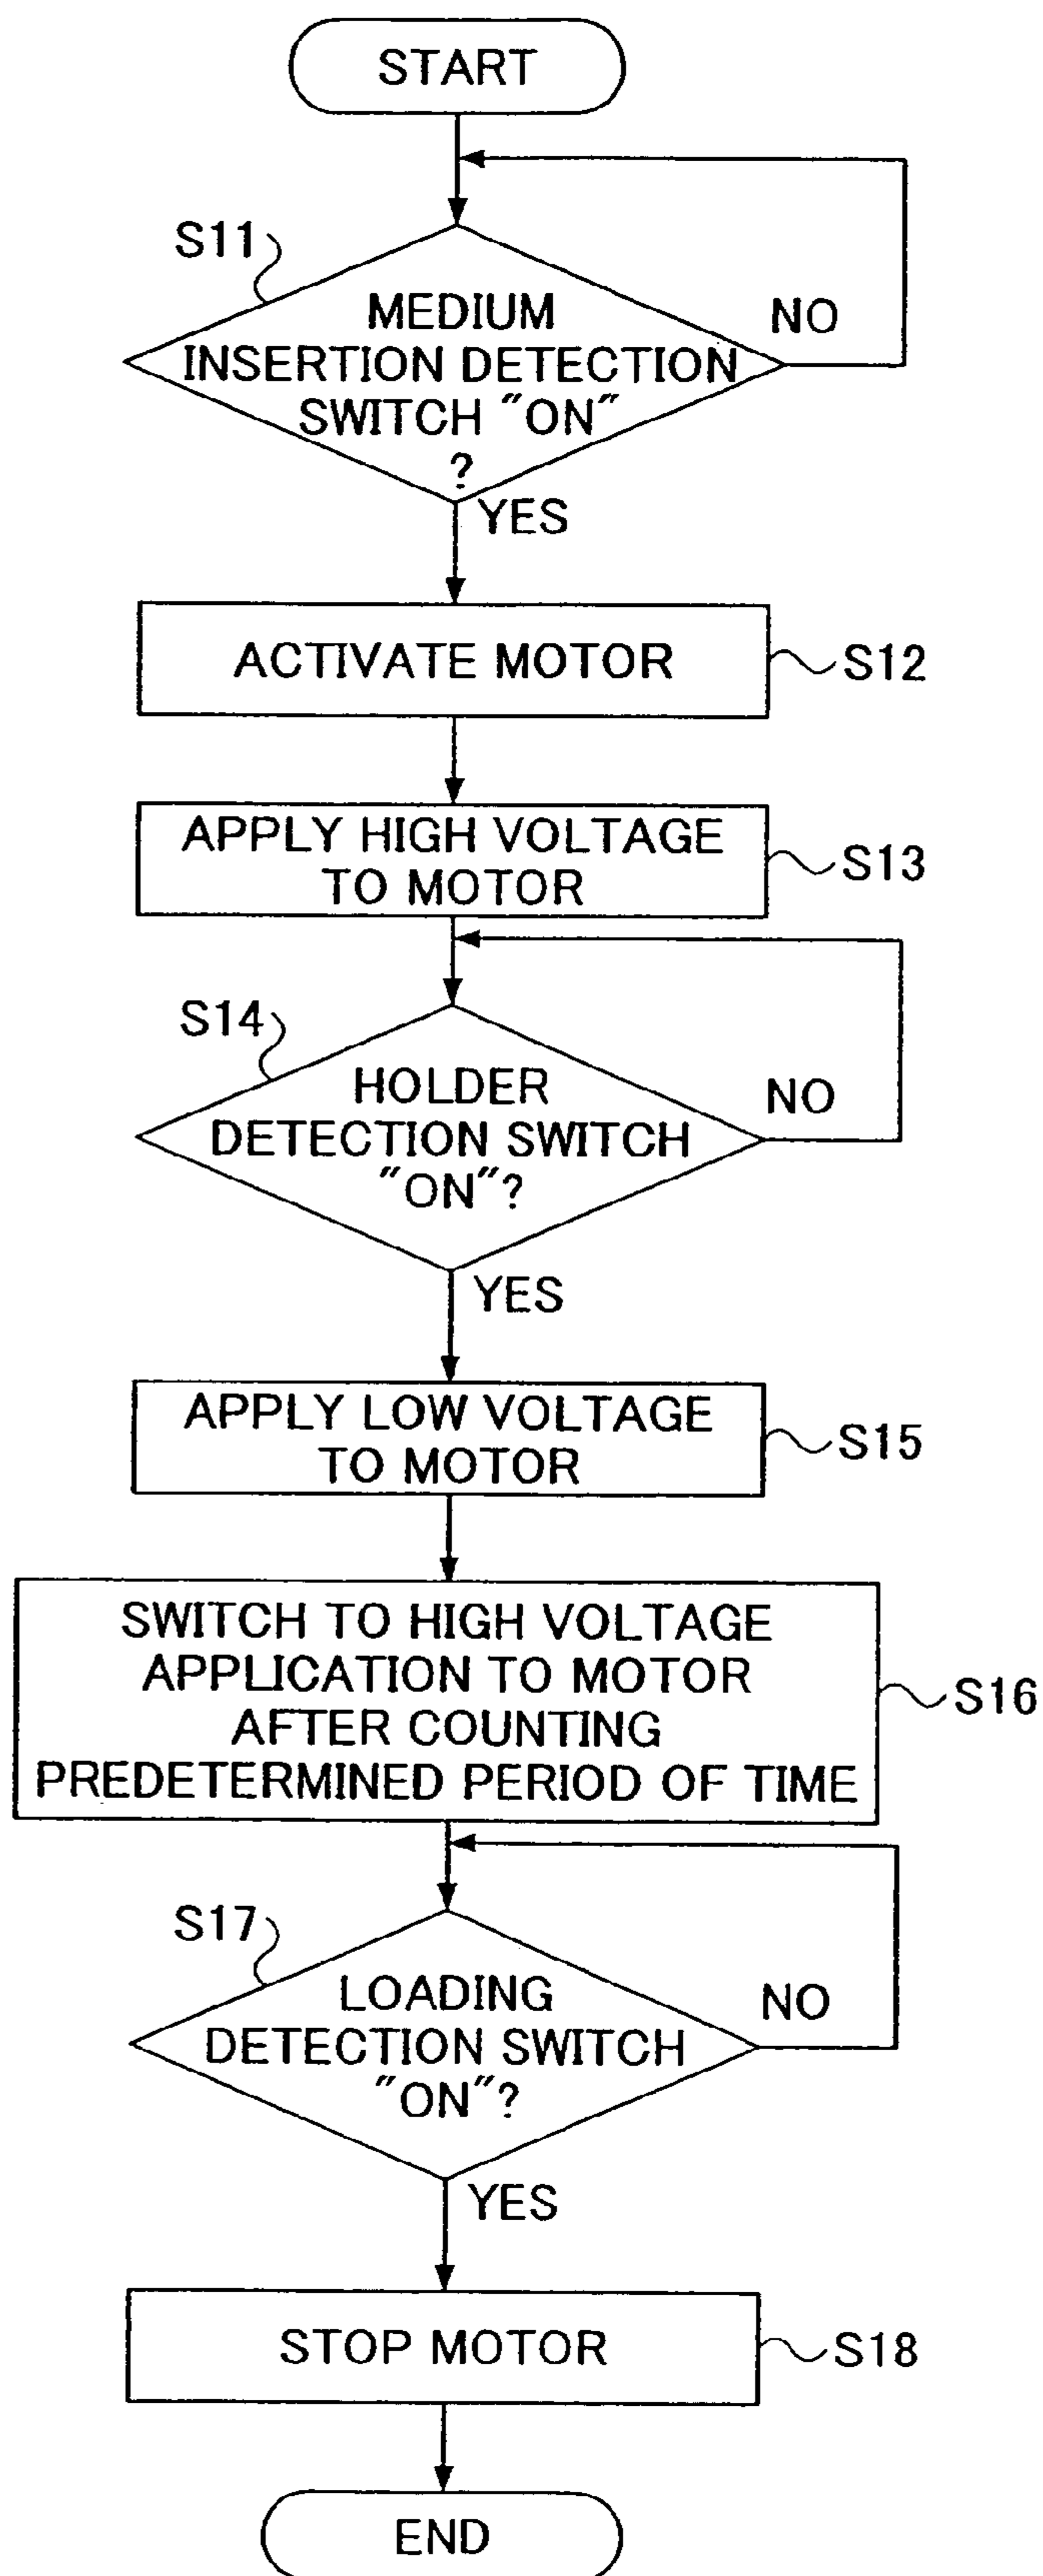 START
S11
MEDIUM
INSERTION DETECTION
SWITCH "ON"
?
NO
YES
ACTIVATE MOTOR
S12
APPLY HIGH VOLTAGE
TO MOTOR
S13
S14
HOLDER
DETECTION SWITCH
"ON"?
NO
YES
APPLY LOW VOLTAGE
TO MOTOR
S15
SWITCH TO HIGH VOLTAGE
APPLICATION TO MOTOR
AFTER COUNTING
PREDETERMINED PERIOD OF TIME
S16
S17
LOADING
DETECTION SWITCH
"ON"?
NO
YES
STOP MOTOR
S18
END